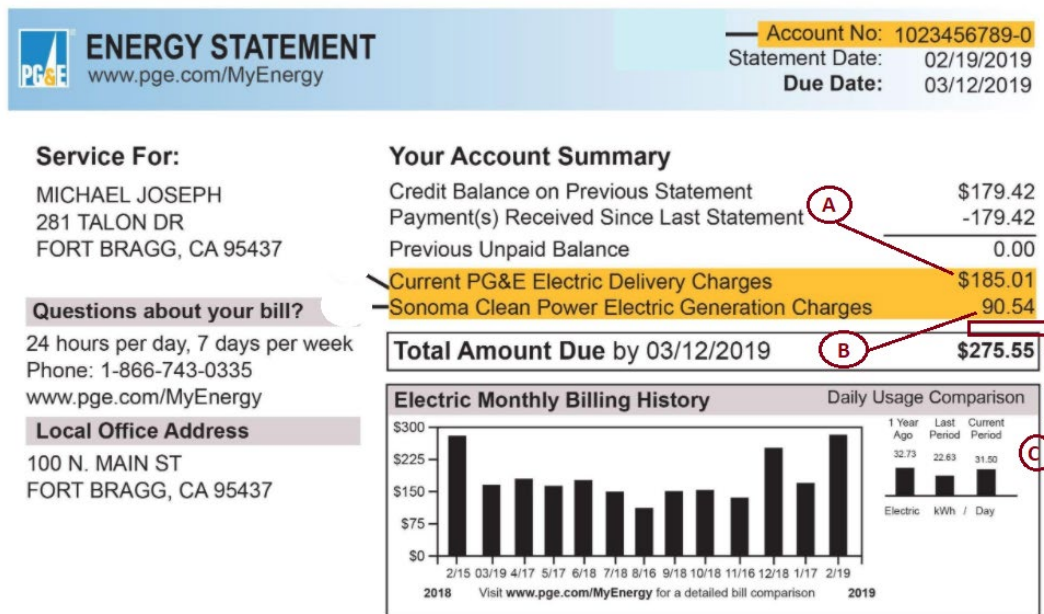 PG&E
ENERGY STATEMENT
www.pge.com/MyEnergy
Account No: 1023456789-0
Statement Date: 02/19/2019
Due Date: 03/12/2019
Service For:
MICHAEL JOSEPH
281 TALON DR
FORT BRAGG, CA 95437
Questions about your bill?
24 hours per day, 7 days per week
Phone: 1-866-743-0335
www.pge.com/MyEnergy
Local Office Address
100 N. MAIN ST
FORT BRAGG, CA 95437
Your Account Summary
Credit Balance on Previous Statement $179.42
Payment(s) Received Since Last Statement -179.42
A
Previous Unpaid Balance 0.00
Current PG&E Electric Delivery Charges $185.01
Sonoma Clean Power Electric Generation Charges 90.54
Total Amount Due by 03/12/2019 B $275.55
Electric Monthly Billing History
$300
$225
$150
$75
$0
2/15 03/19 4/17 5/17 6/18 7/18 8/16 9/18 10/18 11/16 12/18 1/17 2/19
2018 Visit www.pge.com/MyEnergy for a detailed bill comparison 2019
Daily Usage Comparison
1 Year Ago Last Period Current Period
32.73 22.63 31.50
C
Electric kWh / Day